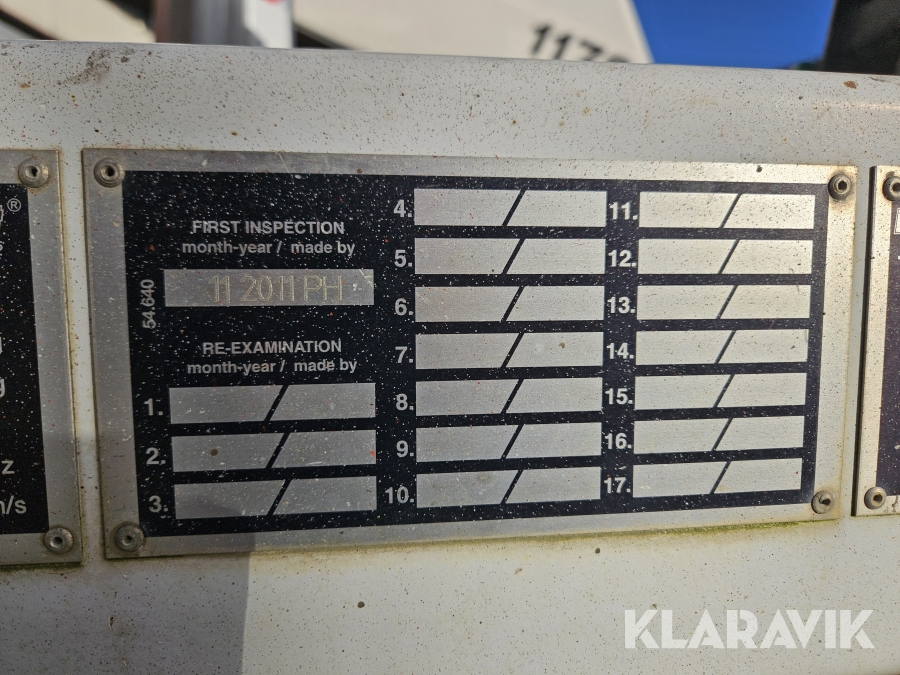 FIRST INSPECTION
month-year / made by
11 2011 PH
54.640
RE-EXAMINATION
month-year / made by
1.
2.
3.
4.
5.
6.
7.
8.
9.
10.
11.
12.
13.
14.
15.
16.
17.
®
g
z
m/s
KLARAVIK